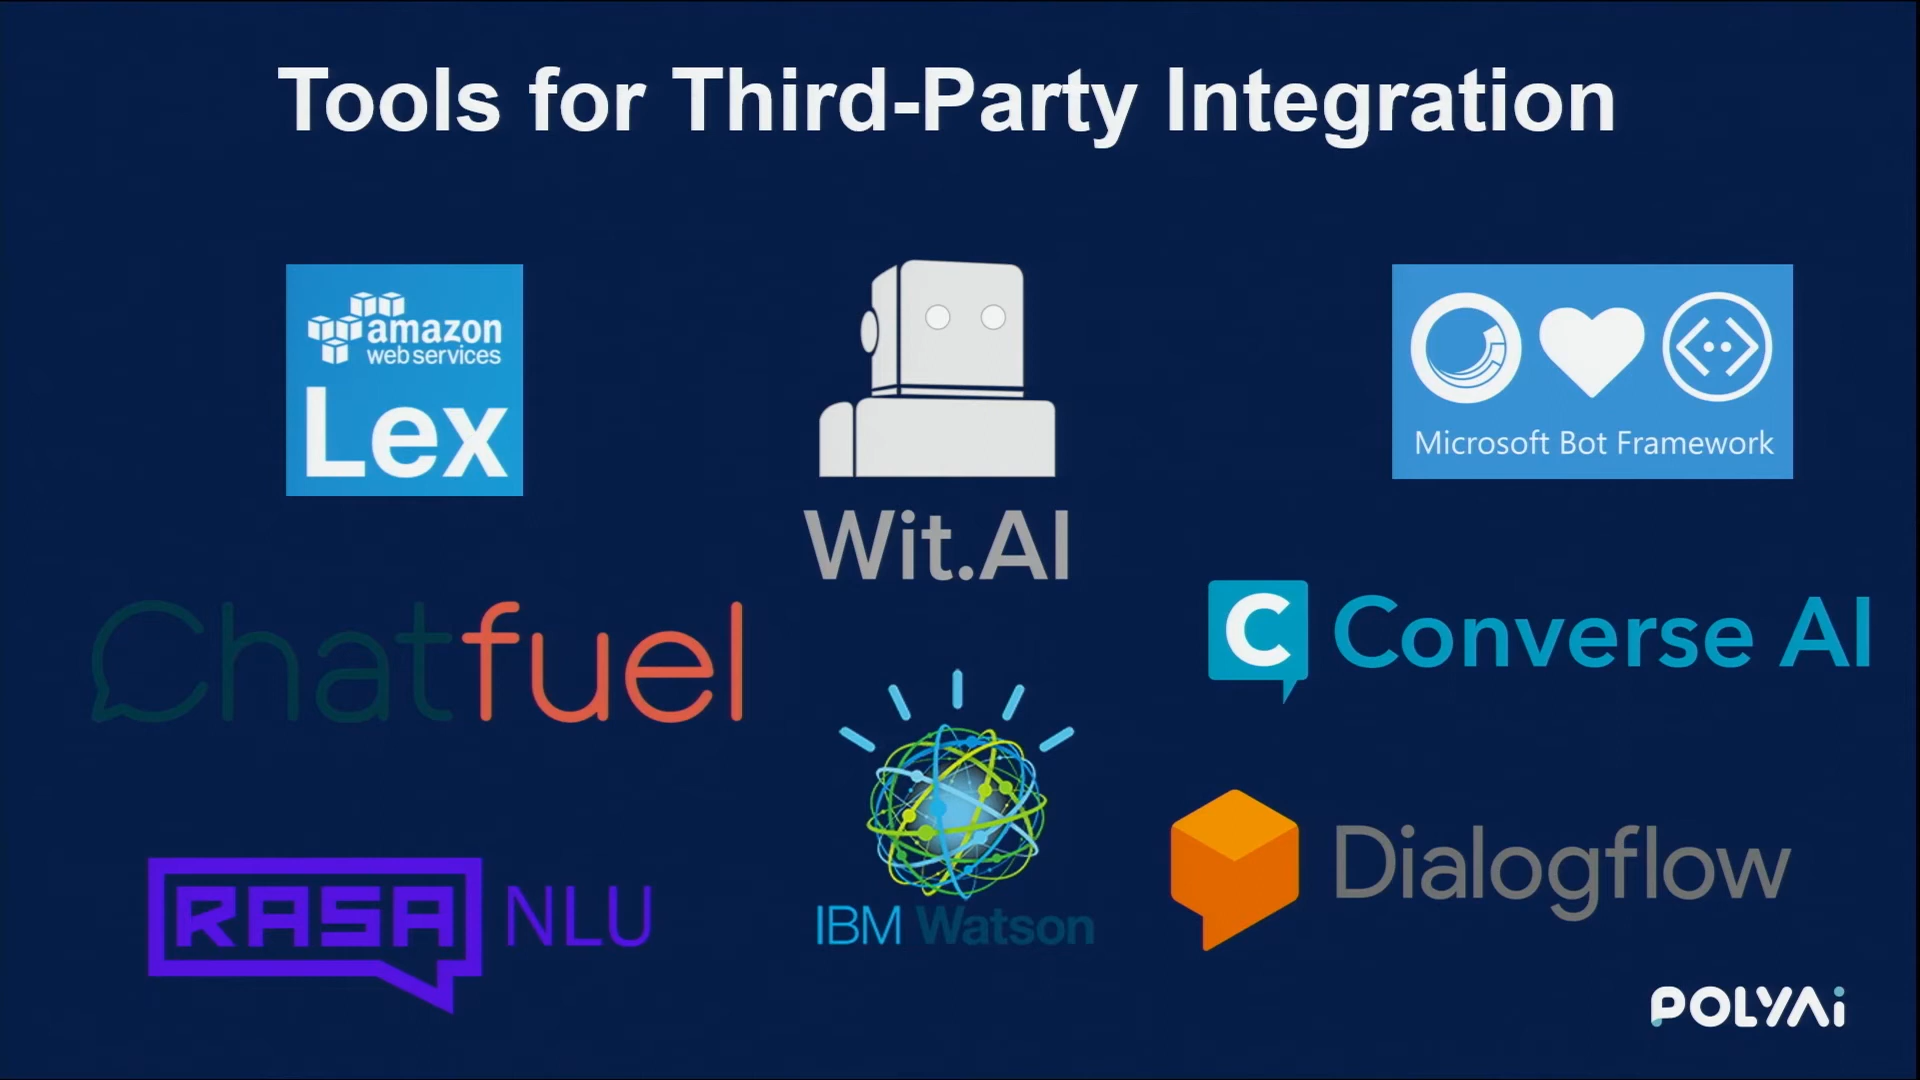 Tools for Third-Party Integration
amazon
web services
Lex
Wit.AI
Microsoft Bot Framework
Chatfuel
C Converse AI
RASA NLU
IBM Watson
Dialogflow
POLYAi